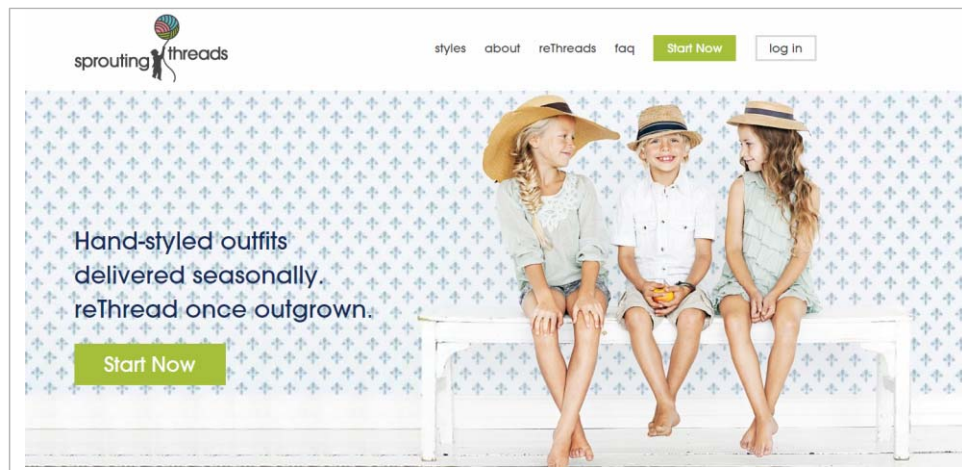 sprouting threads
styles about reThreads faq Start Now log in
Hand-styled outfits
delivered seasonally.
reThread once outgrown.
Start Now